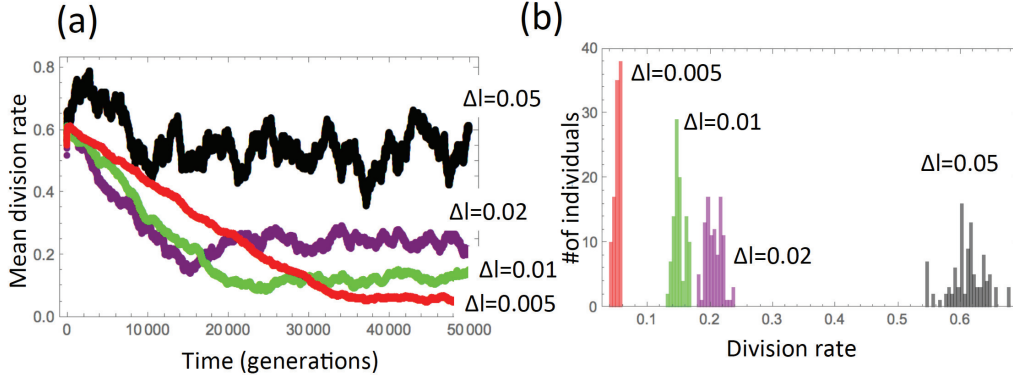 (a)
Mean division rate
0.8
0.6
0.4
0.2
0.0
0
10 000
20 000
30 000
40 000
50 000
Time (generations)
Δl=0.05
Δl=0.02
Δl=0.01
Δl=0.005
(b)
#of individuals
40
30
20
10
0
0.1
0.2
0.3
0.4
0.5
0.6
Division rate
Δl=0.005
Δl=0.01
Δl=0.02
Δl=0.05